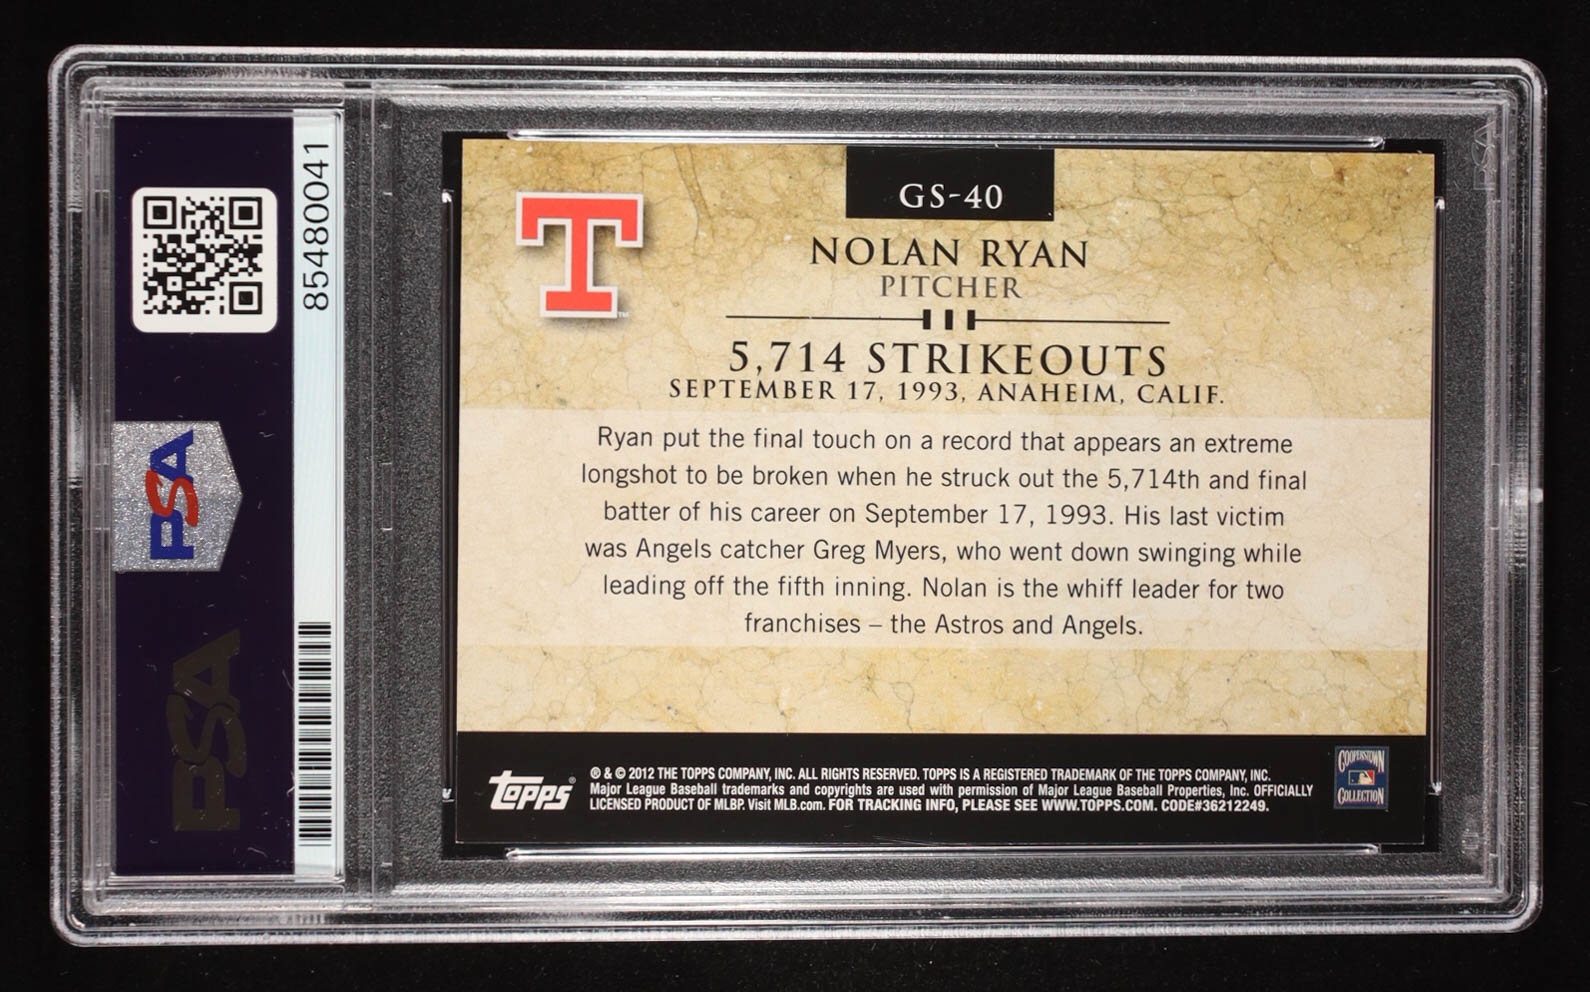 85480041
PSA
PSA
PSA
GS-40
T
™
NOLAN RYAN
PITCHER
5,714 STRIKEOUTS
SEPTEMBER 17, 1993, ANAHEIM, CALIF.
Ryan put the final touch on a record that appears an extreme
longshot to be broken when he struck out the 5,714th and final
batter of his career on September 17, 1993. His last victim
was Angels catcher Greg Myers, who went down swinging while
leading off the fifth inning. Nolan is the whiff leader for two
franchises – the Astros and Angels.
Topps®
® & © 2012 THE TOPPS COMPANY, INC. ALL RIGHTS RESERVED. TOPPS IS A REGISTERED TRADEMARK OF THE TOPPS COMPANY, INC.
Major League Baseball trademarks and copyrights are used with permission of Major League Baseball Properties, Inc. OFFICIALLY
LICENSED PRODUCT OF MLBP. Visit MLB.com. FOR TRACKING INFO, PLEASE SEE WWW.TOPPS.COM. CODE#36212249.
COOPERSTOWN
COLLECTION